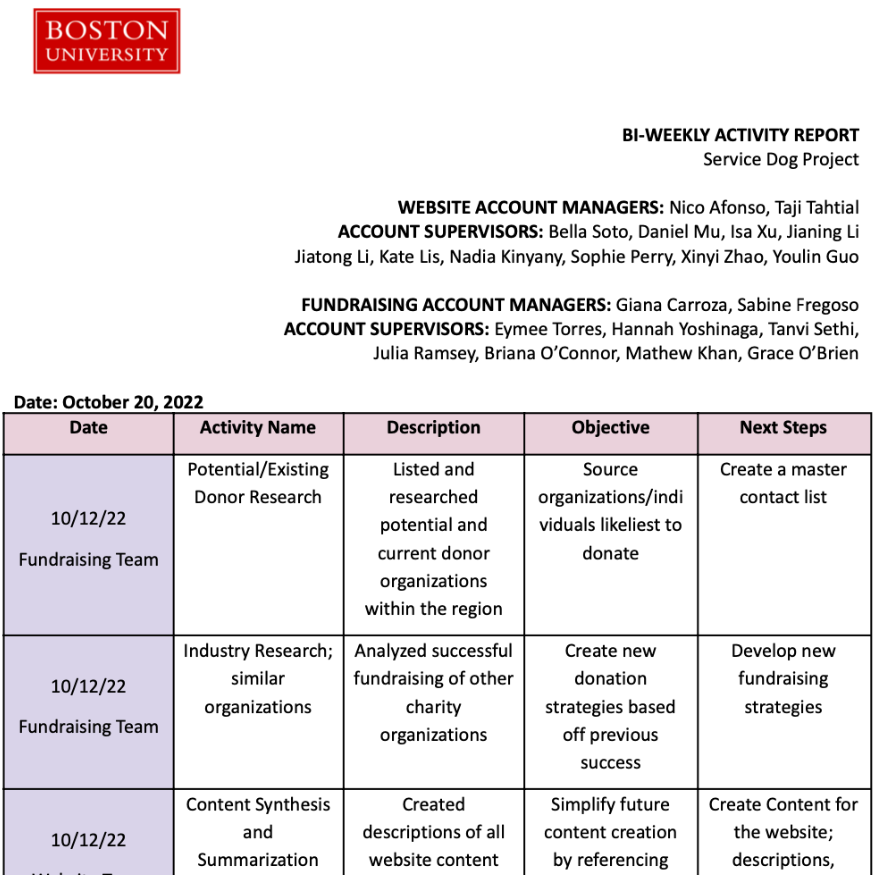 BOSTON
UNIVERSITY
BI-WEEKLY ACTIVITY REPORT
Service Dog Project
WEBSITE ACCOUNT MANAGERS: Nico Afonso, Taji Tahtial
ACCOUNT SUPERVISORS: Bella Soto, Daniel Mu, Isa Xu, Jianing Li
Jiatong Li, Kate Lis, Nadia Kinyany, Sophie Perry, Xinyi Zhao, Youlin Guo
FUNDRAISING ACCOUNT MANAGERS: Giana Carroza, Sabine Fregoso
ACCOUNT SUPERVISORS: Eymee Torres, Hannah Yoshinaga, Tanvi Sethi,
Julia Ramsey, Briana O’Connor, Mathew Khan, Grace O’Brien
Date: October 20, 2022
Date
Activity Name
Description
Objective
Next Steps
10/12/22
Fundraising Team
Potential/Existing
Donor Research
Listed and
researched
potential and
current donor
organizations
within the region
Source
organizations/indi
viduals likeliest to
donate
Create a master
contact list
10/12/22
Fundraising Team
Industry Research;
similar
organizations
Analyzed successful
fundraising of other
charity
organizations
Create new
donation
strategies based
off previous
success
Develop new
fundraising
strategies
10/12/22
Content Synthesis
and
Summarization
Created
descriptions of all
website content
Simplify future
content creation
by referencing
Create Content for
the website;
descriptions,